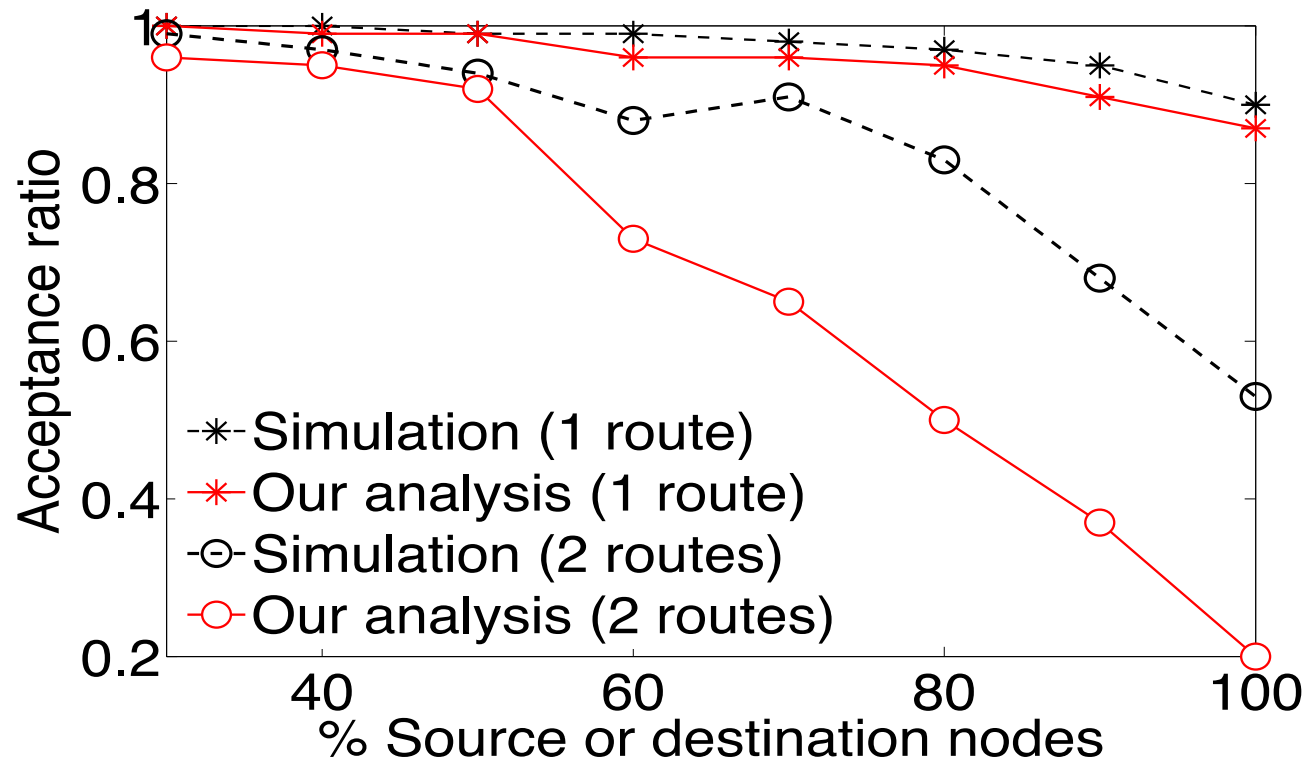 1
0.8
0.6
0.4
0.2
Acceptance ratio
Simulation (1 route)
Our analysis (1 route)
Simulation (2 routes)
Our analysis (2 routes)
40 60 80 100
% Source or destination nodes